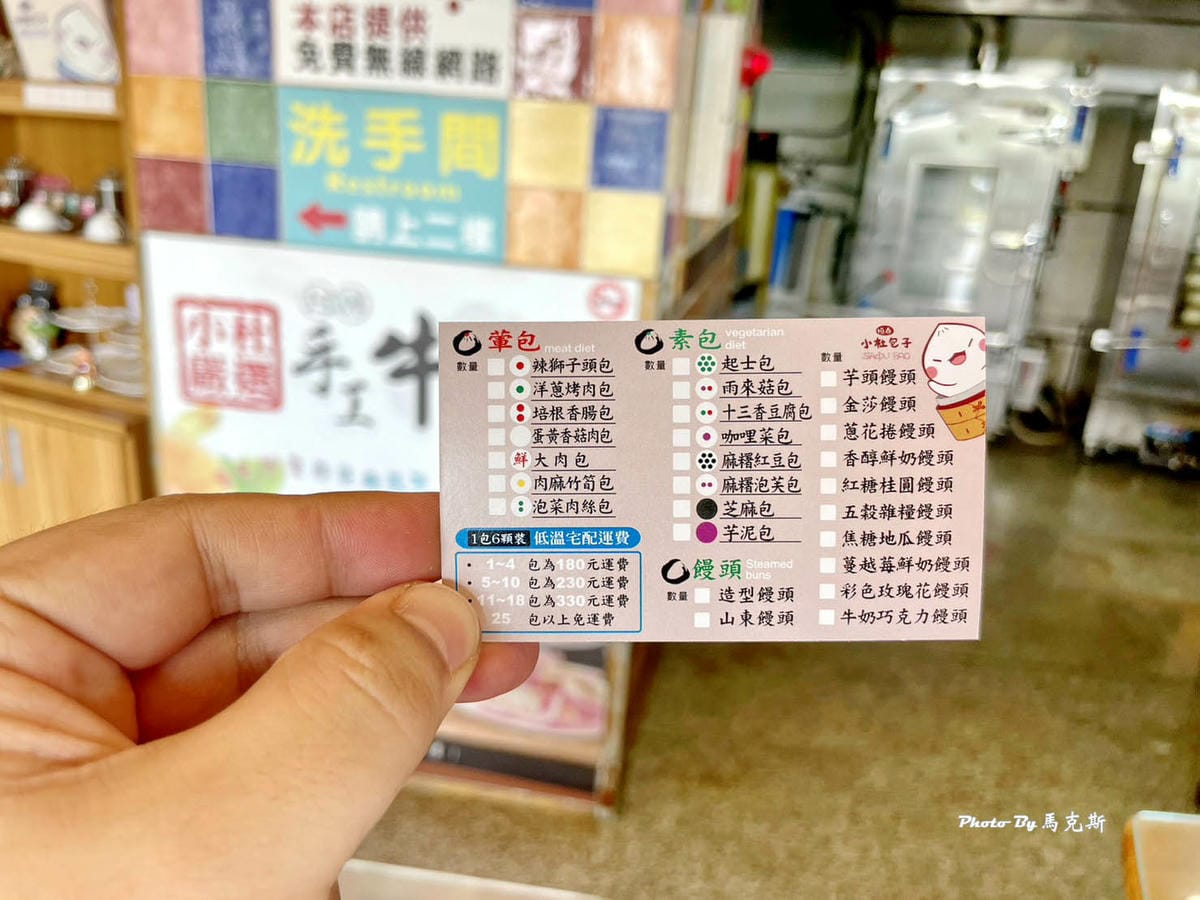 本店提供
免費無線網路
洗手間
Restroom
請上二樓
小杜
嚴選
手工牛
葷包 meat diet
數量
辣獅子頭包
洋蔥烤肉包
培根香腸包
蛋黃香菇肉包
鮮 大肉包
肉麻竹筍包
泡菜肉絲包
1包6顆裝 低溫宅配運費
• 1~4 包為180元運費
• 5~10 包為230元運費
• 11~18 包為330元運費
25 包以上免運費
素包 vegetarian diet
數量
起士包
雨來菇包
十三香豆腐包
咖哩菜包
麻糬紅豆包
麻糬泡芙包
芝麻包
芋泥包
饅頭 Steamed buns
數量
造型饅頭
山東饅頭
小杜包子
SIAODU BAO
數量
芋頭饅頭
金莎饅頭
蔥花捲饅頭
香醇鮮奶饅頭
紅糖桂圓饅頭
五穀雜糧饅頭
焦糖地瓜饅頭
蔓越莓鮮奶饅頭
彩色玫瑰花饅頭
牛奶巧克力饅頭
Photo By 馬克斯